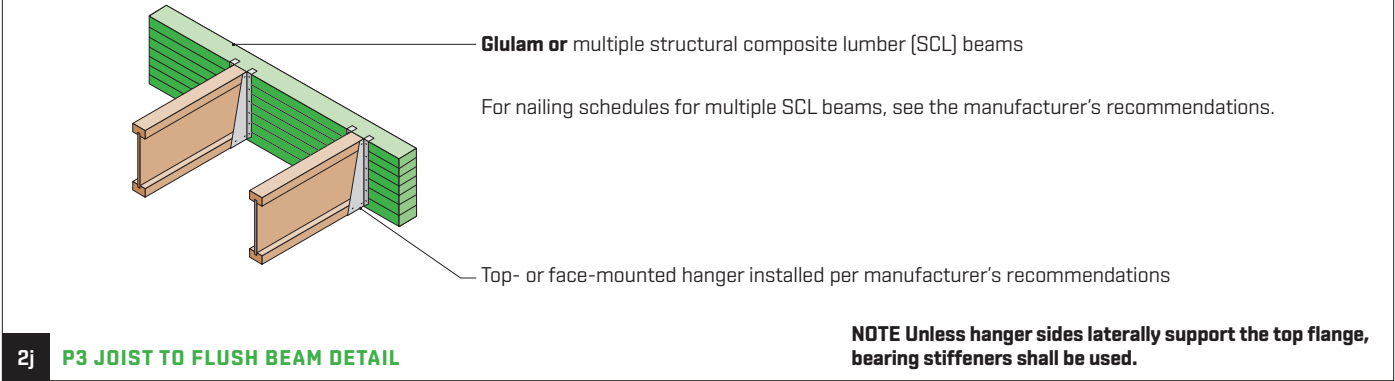 Glulam or multiple structural composite lumber (SCL) beams
For nailing schedules for multiple SCL beams, see the manufacturer's recommendations.
Top- or face-mounted hanger installed per manufacturer's recommendations
2j P3 JOIST TO FLUSH BEAM DETAIL
NOTE Unless hanger sides laterally support the top flange,
bearing stiffeners shall be used.